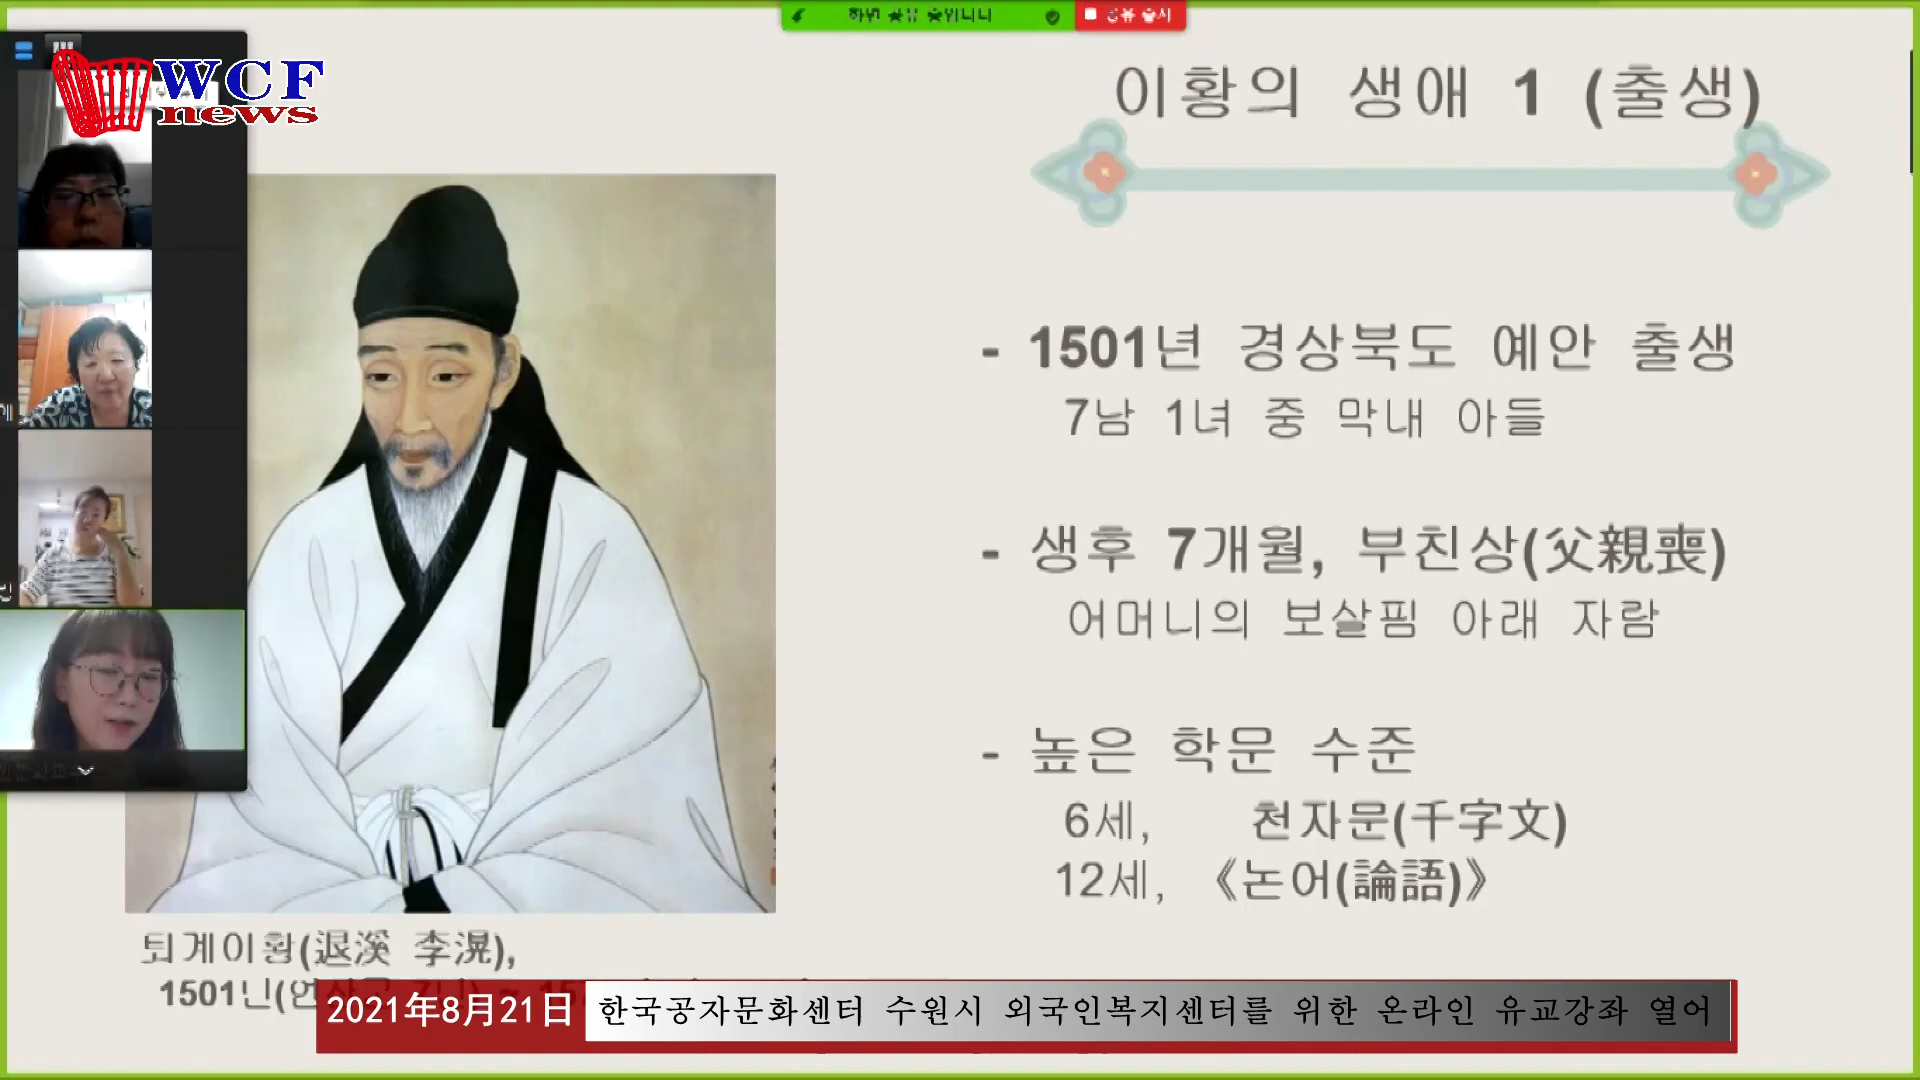 WCF
news
이황의 생애 1 (출생)
- 1501년 경상북도 예안 출생
7남 1녀 중 막내 아들
- 생후 7개월, 부친상(父親喪)
어머니의 보살핌 아래 자람
- 높은 학문 수준
6세, 천자문(千字文)
12세, 《논어(論語)》
퇴계이황(退溪 李滉),
1501년
2021年8月21日 한국공자문화센터 수원시 외국인복지센터를 위한 온라인 유교강좌 열어